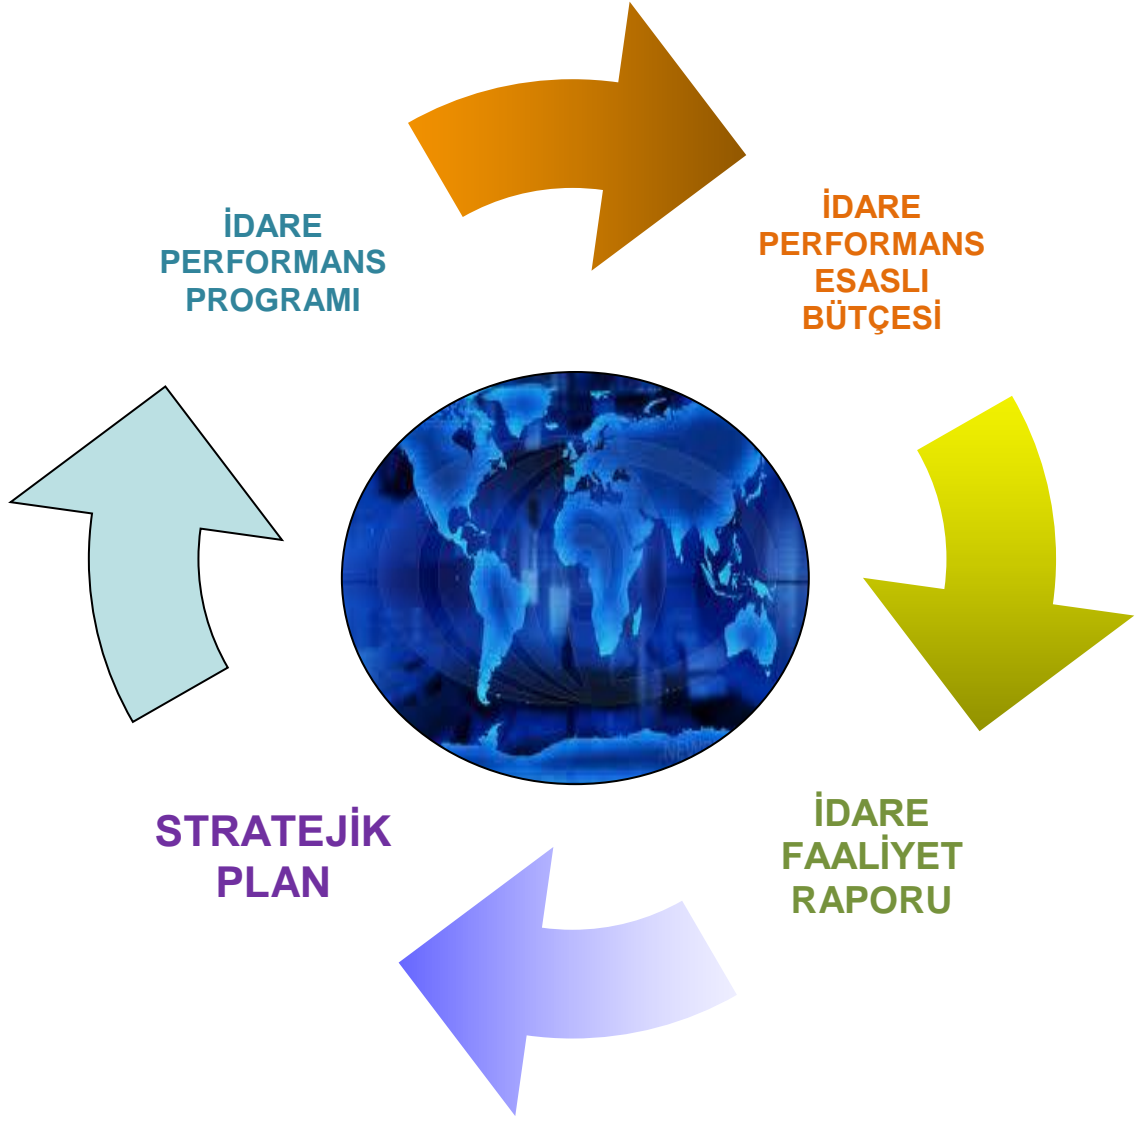 İDARE
PERFORMANS
PROGRAMI
İDARE
PERFORMANS
ESASLI
BÜTÇESİ
STRATEJİK
PLAN
İDARE
FAALİYET
RAPORU